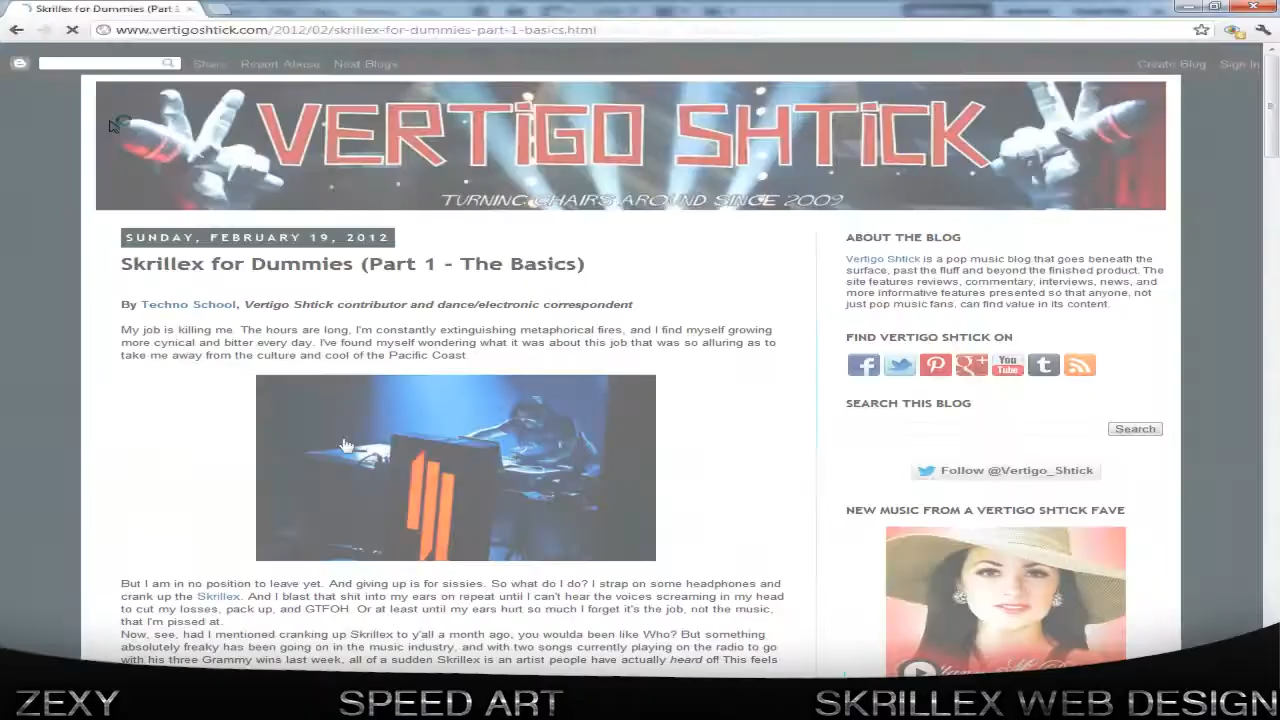 Skrillex for Dummies (Part 1
www.vertigoshtick.com/2012/02/skrillex-for-dummies-part-1-basics.html
Share Report Abuse Next Blog» Create Blog Sign In
VERTiGO SHTiCK
TURNING CHAIRS AROUND SINCE 2009
SUNDAY, FEBRUARY 19, 2012
Skrillex for Dummies (Part 1 - The Basics)
By Techno School, Vertigo Shtick contributor and dance/electronic correspondent
My job is killing me. The hours are long, I'm constantly extinguishing metaphorical fires, and I find myself growing
more cynical and bitter every day. I've found myself wondering what it was about this job that was so alluring as to
take me away from the culture and cool of the Pacific Coast.
But I am in no position to leave yet. And giving up is for sissies. So what do I do? I strap on some headphones and
crank up the Skrillex. And I blast that shit into my ears on repeat until I can't hear the voices screaming in my head
to cut my losses, pack up, and GTFOH. Or at least until my ears hurt so much I forget it's the job, not the music,
that I'm pissed at.
Now, see, had I mentioned cranking up Skrillex to y'all a month ago, you woulda been like Who? But something
absolutely freaky has been going on in the music industry, and with two songs currently playing on the radio to go
with his three Grammy wins last week, all of a sudden Skrillex is an artist people have actually heard of! This feels
ABOUT THE BLOG
Vertigo Shtick is a pop music blog that goes beneath the
surface, past the fluff and beyond the finished product. The
site features reviews, commentary, interviews, news, and
more informative features presented so that anyone, not
just pop music fans, can find value in its content.
FIND VERTIGO SHTICK ON
You
Tube
SEARCH THIS BLOG
Search
Follow @Vertigo_Shtick
NEW MUSIC FROM A VERTIGO SHTICK FAVE
ZEXY SPEED ART SKRILLEX WEB DESIGN